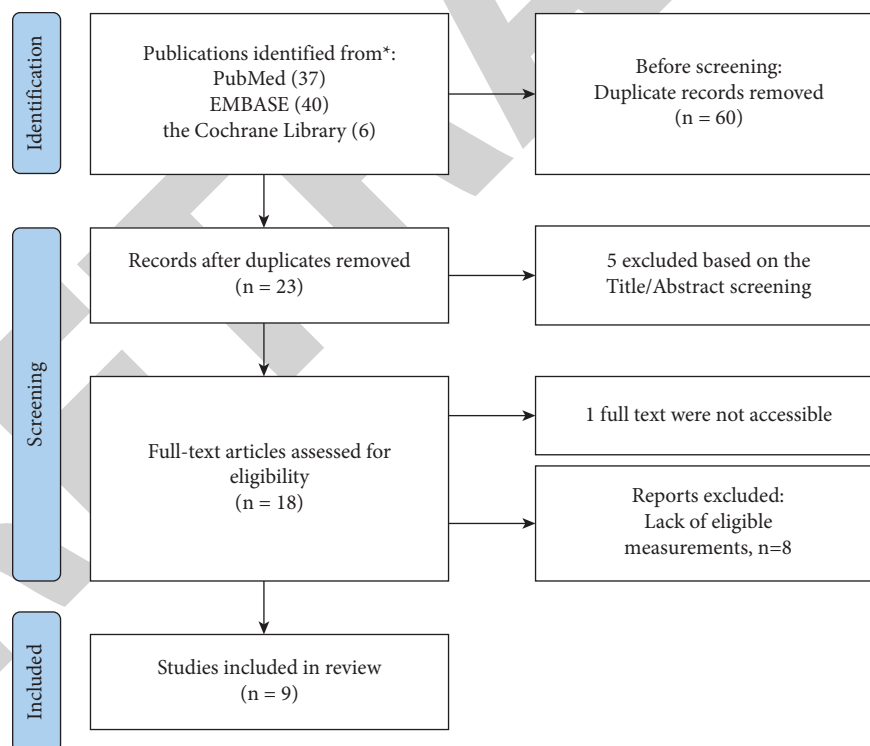 Identification
Publications identified from*:
PubMed (37)
EMBASE (40)
the Cochrane Library (6)
Before screening:
Duplicate records removed
(n = 60)
Screening
Records after duplicates removed
(n = 23)
5 excluded based on the
Title/Abstract screening
Full-text articles assessed for
eligibility
(n = 18)
1 full text were not accessible
Reports excluded:
Lack of eligible
measurements, n=8
Included
Studies included in review
(n = 9)